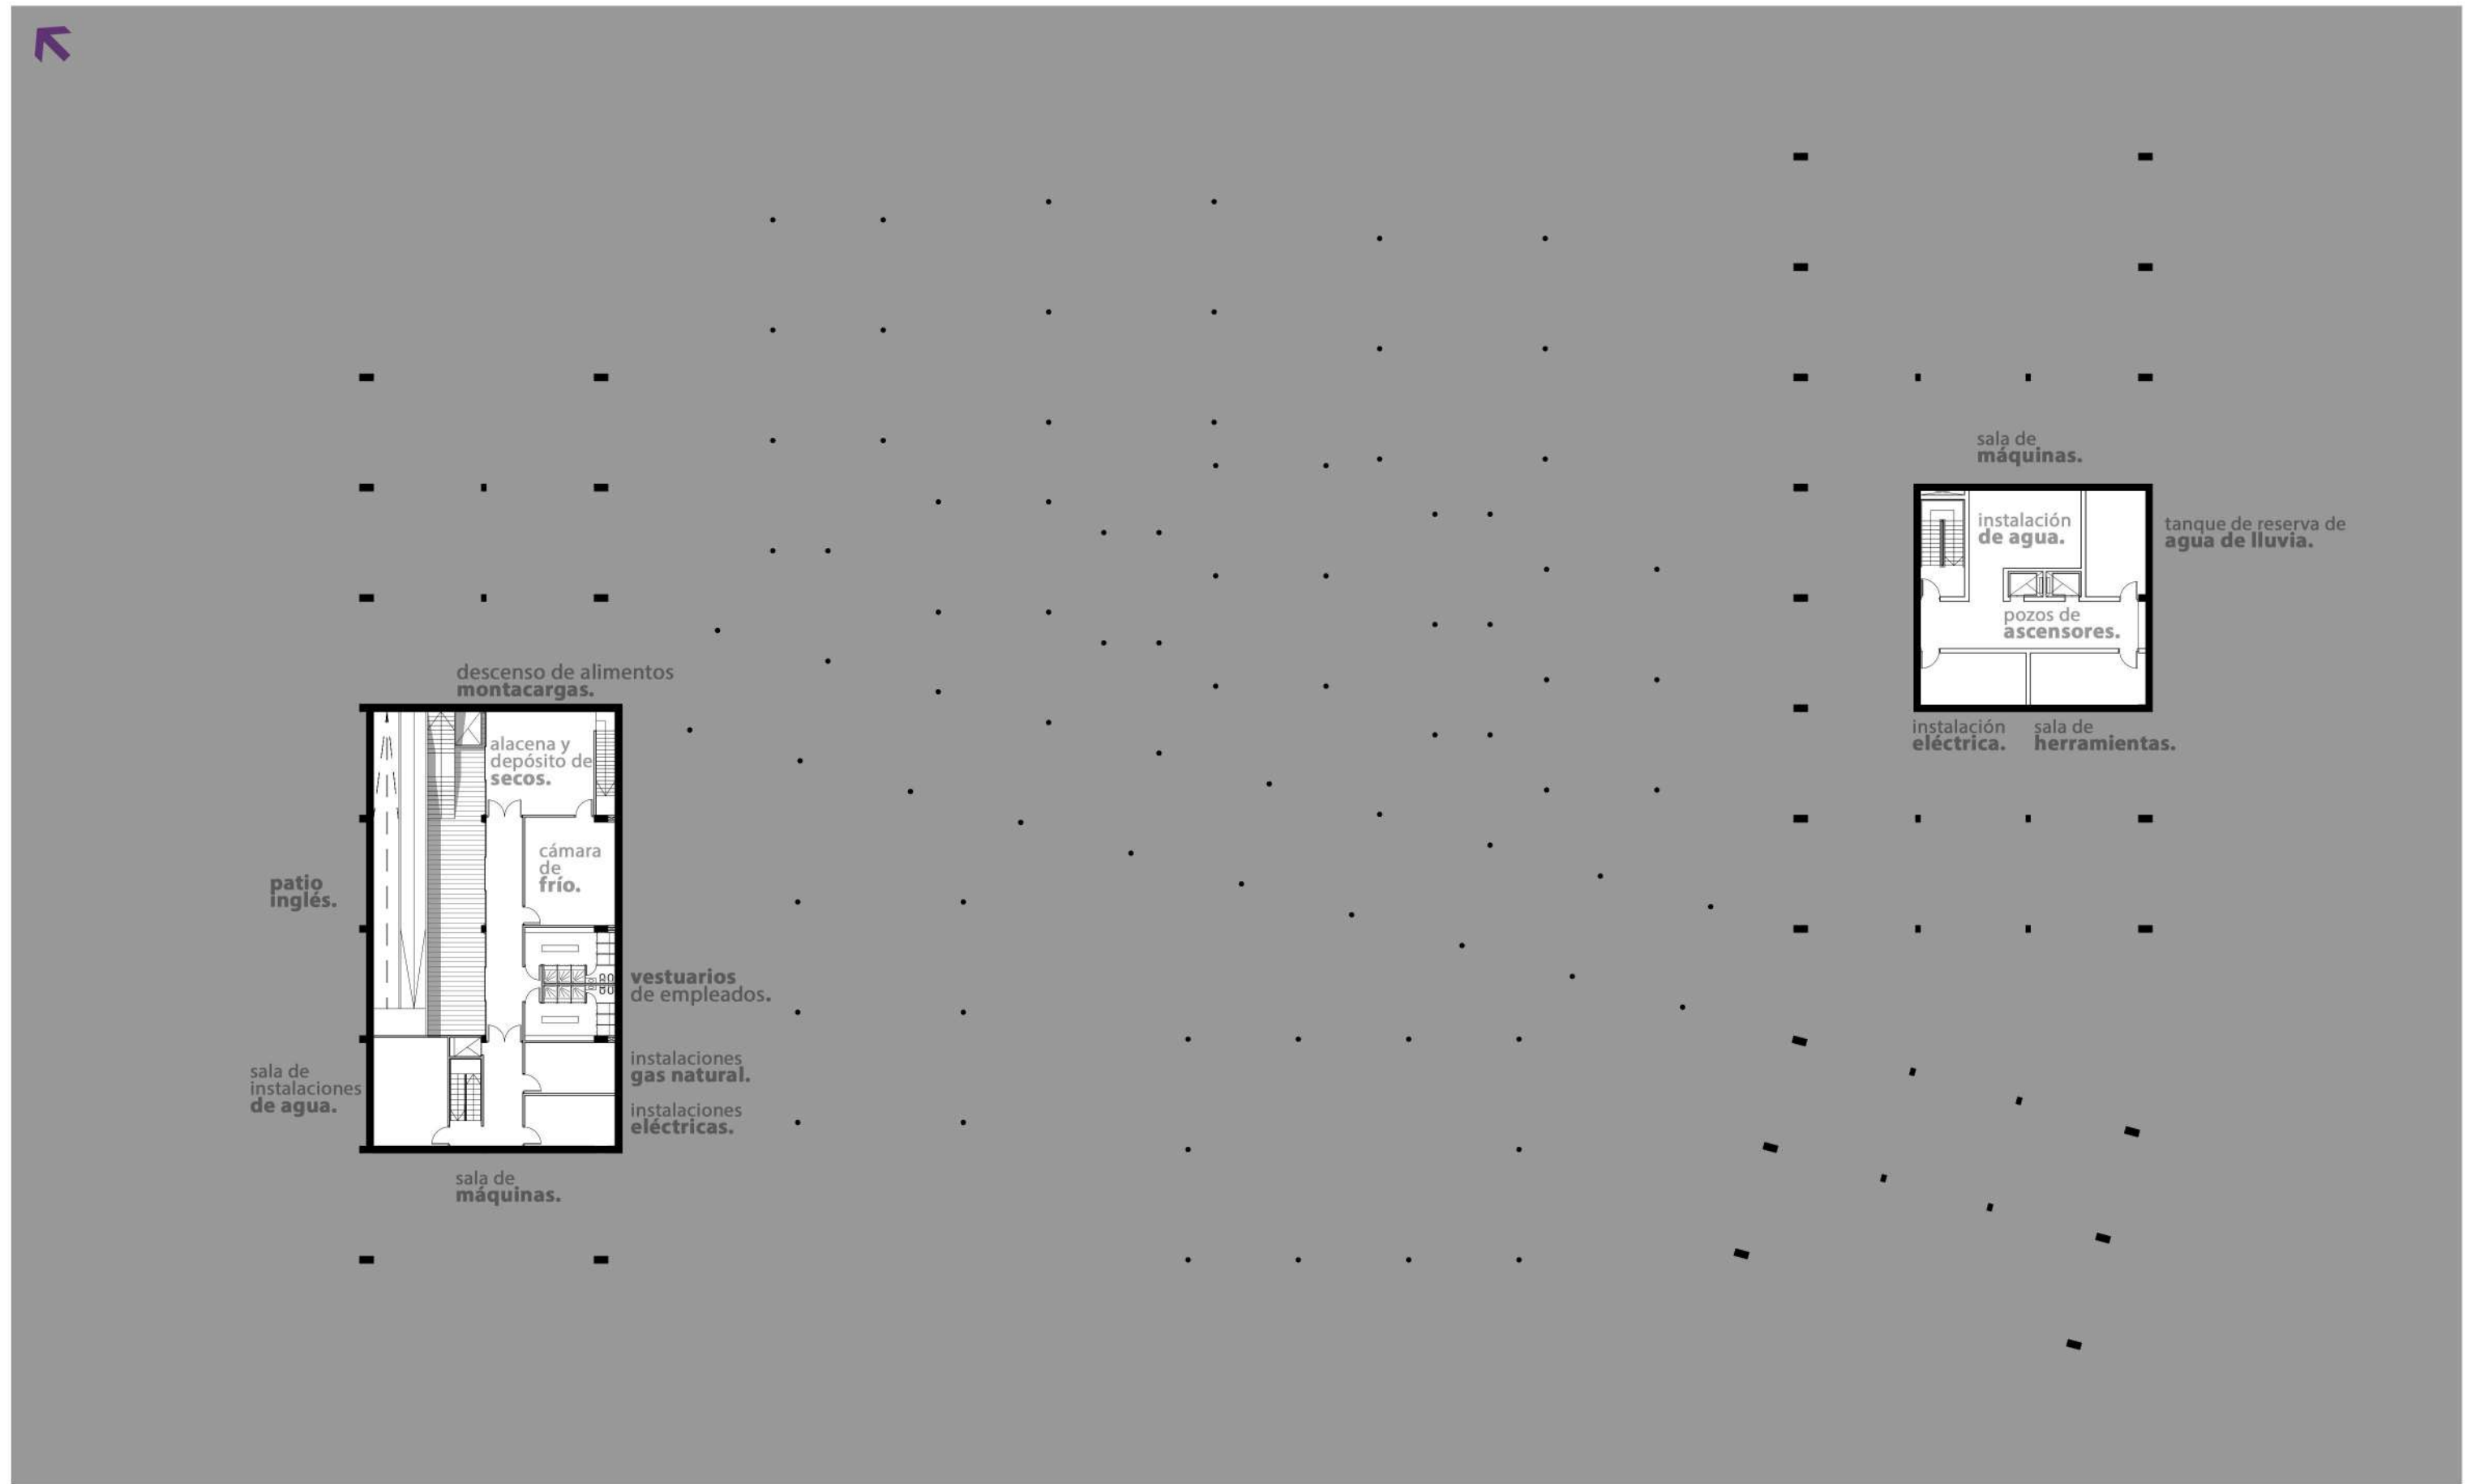 sala de
máquinas.
instalación
de agua.
tanque de reserva de
agua de lluvia.
pozos de
ascensores.
instalación
eléctrica.
sala de
herramientas.
descenso de alimentos
montacargas.
alacena y
depósito de
secos.
cámara
de
frío.
patio
inglés.
vestuarios
de empleados.
instalaciones
gas natural.
sala de
instalaciones
de agua.
instalaciones
eléctricas.
sala de
máquinas.